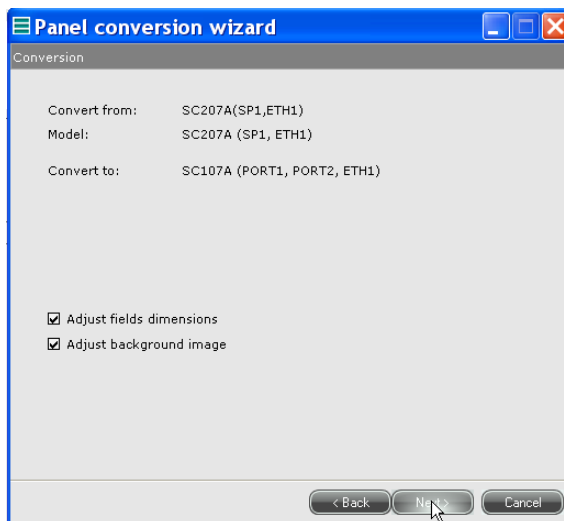 Panel conversion wizard
Conversion
Convert from: SC207A(SP1,ETH1)
Model: SC207A (SP1, ETH1)
Convert to: SC107A (PORT1, PORT2, ETH1)
Adjust fields dimensions
Adjust background image
< Back Next > Cancel